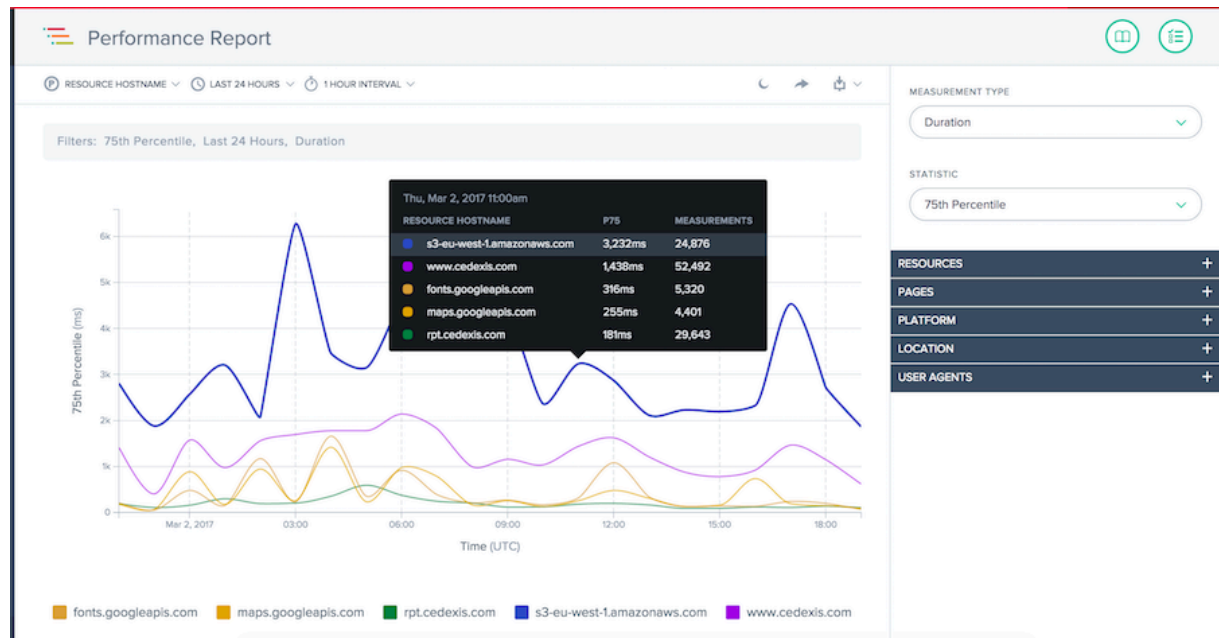 Performance Report
RESOURCE HOSTNAME LAST 24 HOURS 1 HOUR INTERVAL
Filters: 75th Percentile, Last 24 Hours, Duration
MEASUREMENT TYPE
Duration
STATISTIC
75th Percentile
RESOURCES +
PAGES +
PLATFORM +
LOCATION +
USER AGENTS +
Thu, Mar 2, 2017 11:00am
RESOURCE HOSTNAME P75 MEASUREMENTS
s3-eu-west-1.amazonaws.com 3,232ms 24,876
www.cedexis.com 1,438ms 52,492
fonts.googleapis.com 316ms 5,320
maps.googleapis.com 255ms 4,401
rpt.cedexis.com 181ms 29,643
75th Percentile (ms)
6k
5k
4k
3k
2k
1k
0
Mar 2, 2017 03:00 06:00 09:00 12:00 15:00 18:00
Time (UTC)
fonts.googleapis.com maps.googleapis.com rpt.cedexis.com s3-eu-west-1.amazonaws.com www.cedexis.com